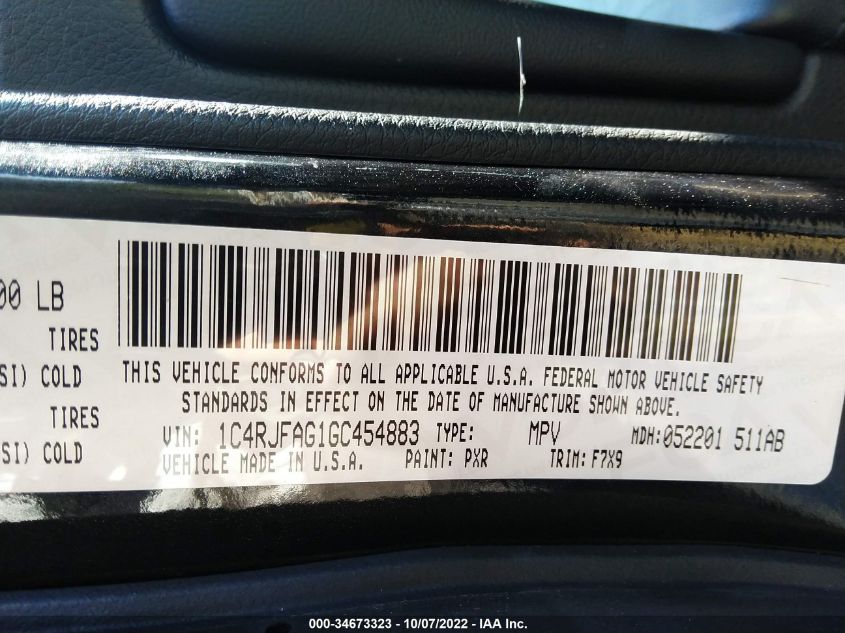 00 LB
TIRES
SI) COLD
TIRES
SI) COLD
THIS VEHICLE CONFORMS TO ALL APPLICABLE U.S.A. FEDERAL MOTOR VEHICLE SAFETY
STANDARDS IN EFFECT ON THE DATE OF MANUFACTURE SHOWN ABOVE.
VIN: 1C4RJFAG1GC454883 TYPE: MPV MDH: 052201 511AB
VEHICLE MADE IN U.S.A. PAINT: PXR TRIM: F7X9
000-34673323 - 10/07/2022 - IAA Inc.